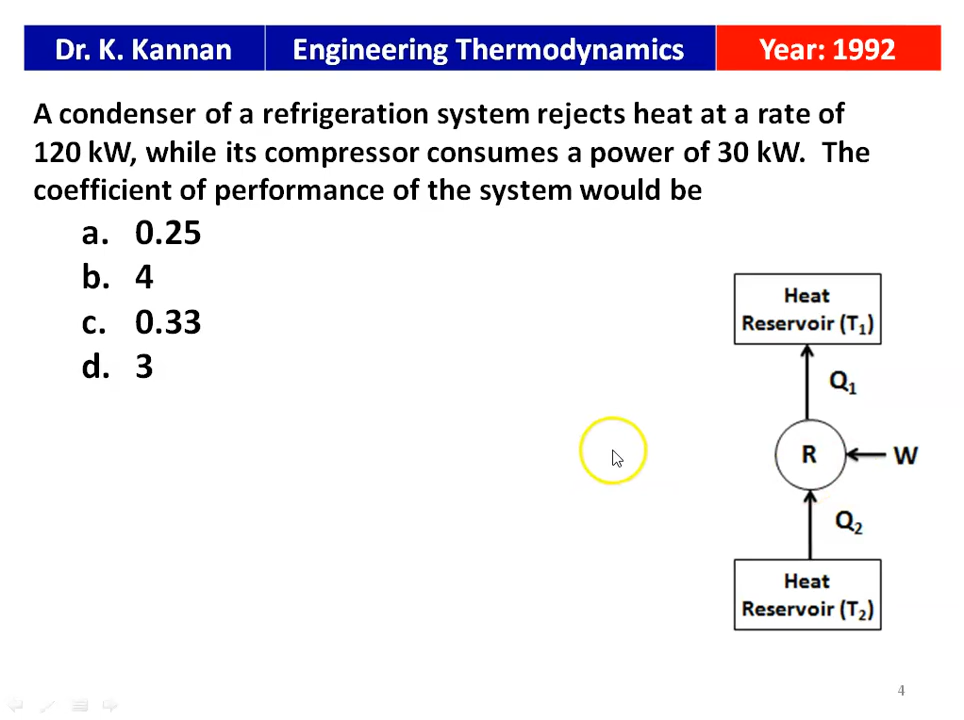 Dr. K. Kannan Engineering Thermodynamics Year: 1992
A condenser of a refrigeration system rejects heat at a rate of
120 kW, while its compressor consumes a power of 30 kW. The
coefficient of performance of the system would be
a. 0.25
b. 4
c. 0.33
d. 3
Heat
Reservoir (T₁)
Q₁
R
W
Q₂
Heat
Reservoir (T₂)
4